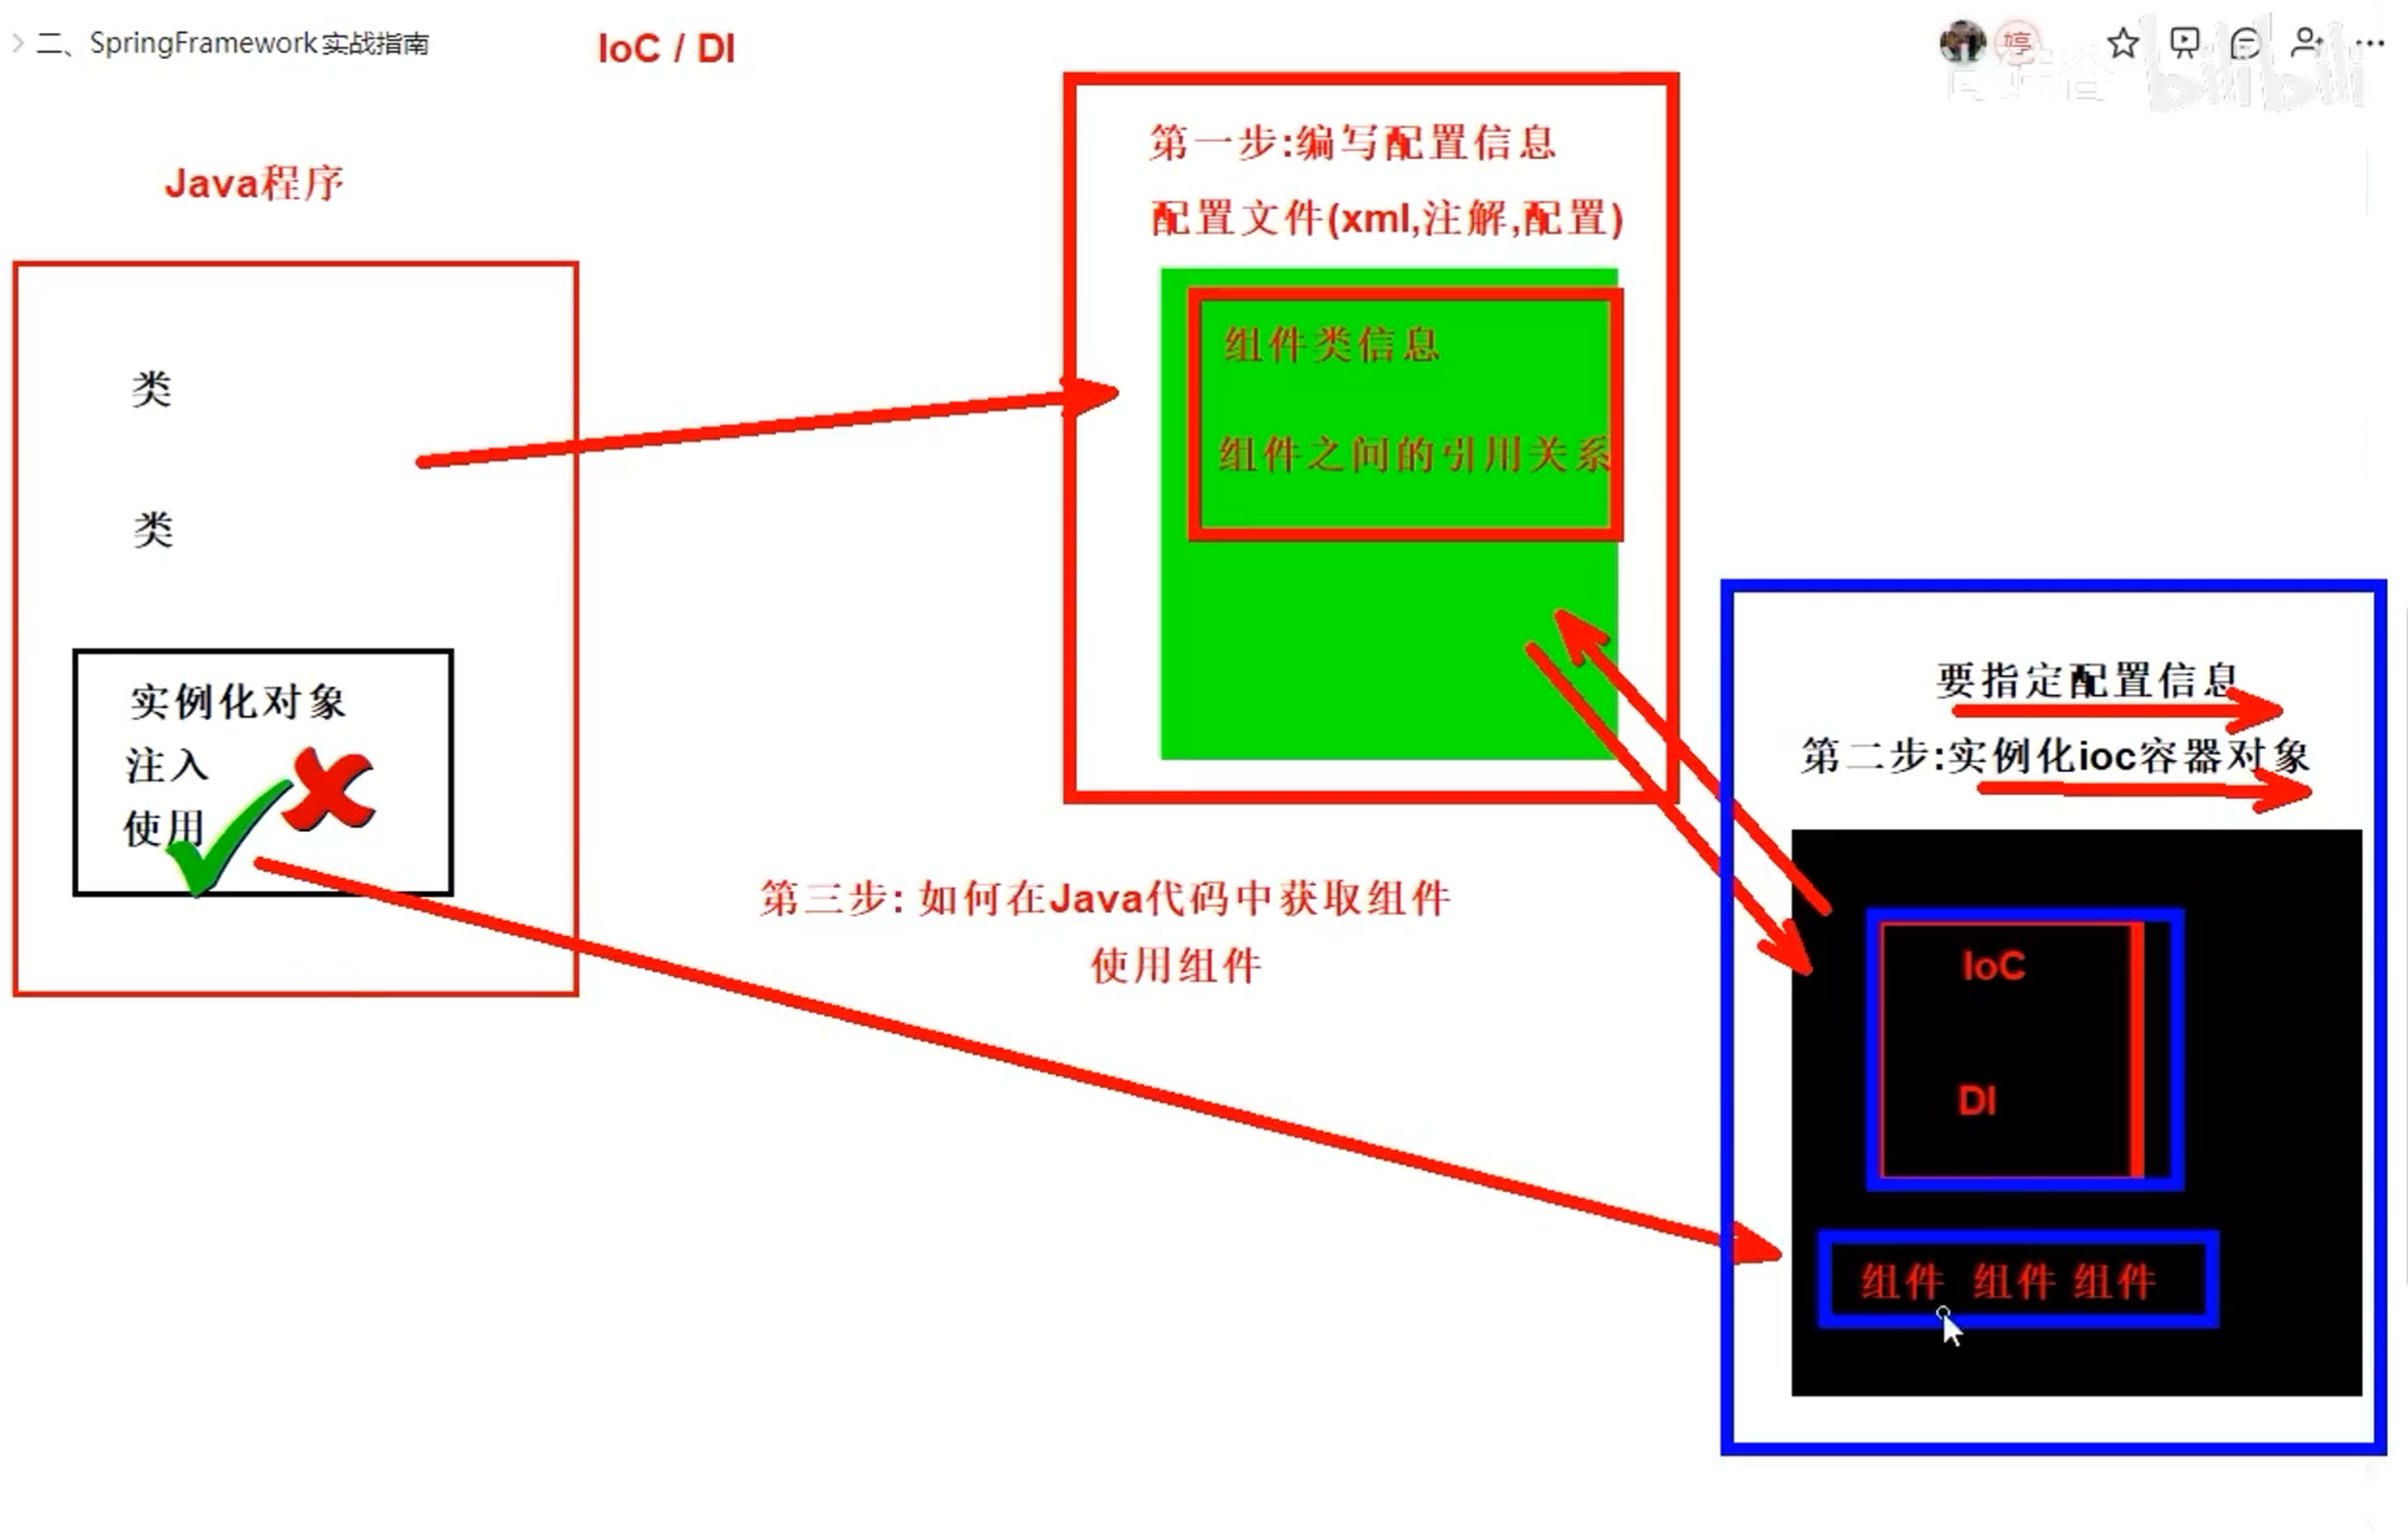 二、SpringFramework实战指南
IoC / DI
婷
bilibili
Java程序
类
类
实例化对象
注入
使用
第一步:编写配置信息
配置文件(xml,注解,配置)
组件类信息
组件之间的引用关系
要指定配置信息
第二步:实例化ioc容器对象
第三步: 如何在Java代码中获取组件
使用组件
IoC
DI
组件 组件 组件